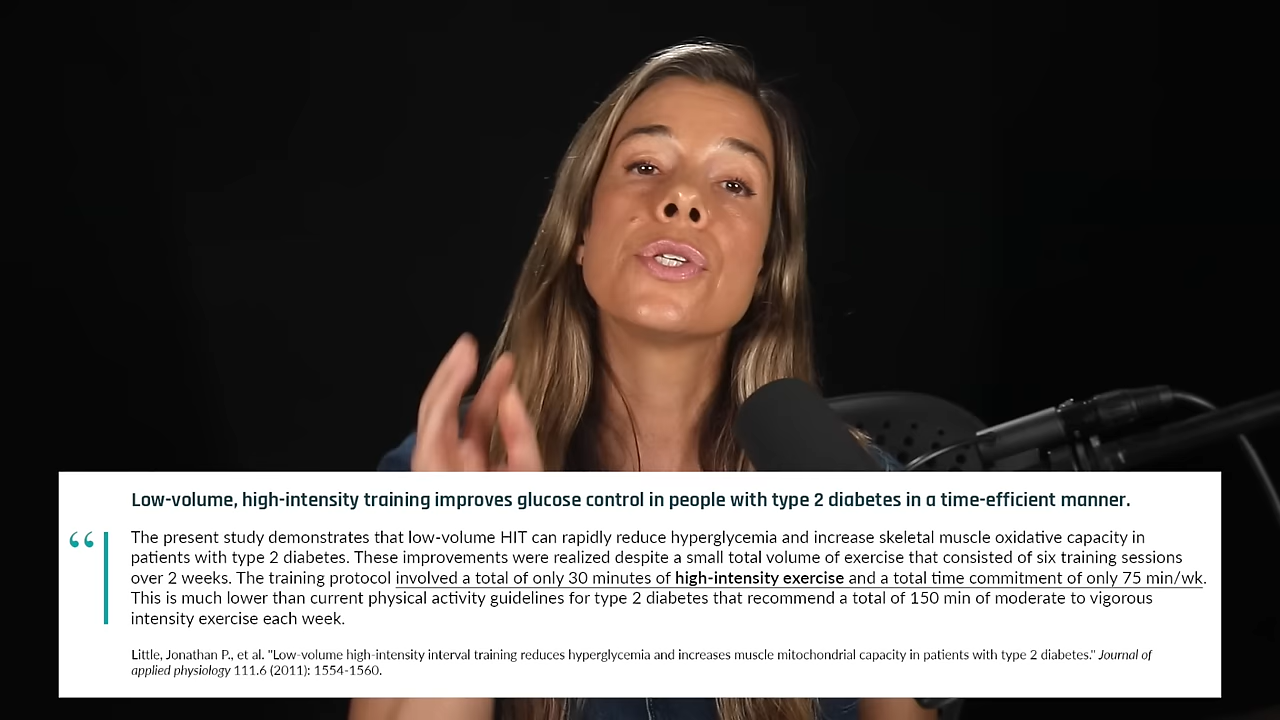 Low-volume, high-intensity training improves glucose control in people with type 2 diabetes in a time-efficient manner.
“ The present study demonstrates that low-volume HIT can rapidly reduce hyperglycemia and increase skeletal muscle oxidative capacity in
patients with type 2 diabetes. These improvements were realized despite a small total volume of exercise that consisted of six training sessions
over 2 weeks. The training protocol involved a total of only 30 minutes of high-intensity exercise and a total time commitment of only 75 min/wk.
This is much lower than current physical activity guidelines for type 2 diabetes that recommend a total of 150 min of moderate to vigorous
intensity exercise each week.
Little, Jonathan P., et al. "Low-volume high-intensity interval training reduces hyperglycemia and increases muscle mitochondrial capacity in patients with type 2 diabetes." Journal of
applied physiology 111.6 (2011): 1554-1560.